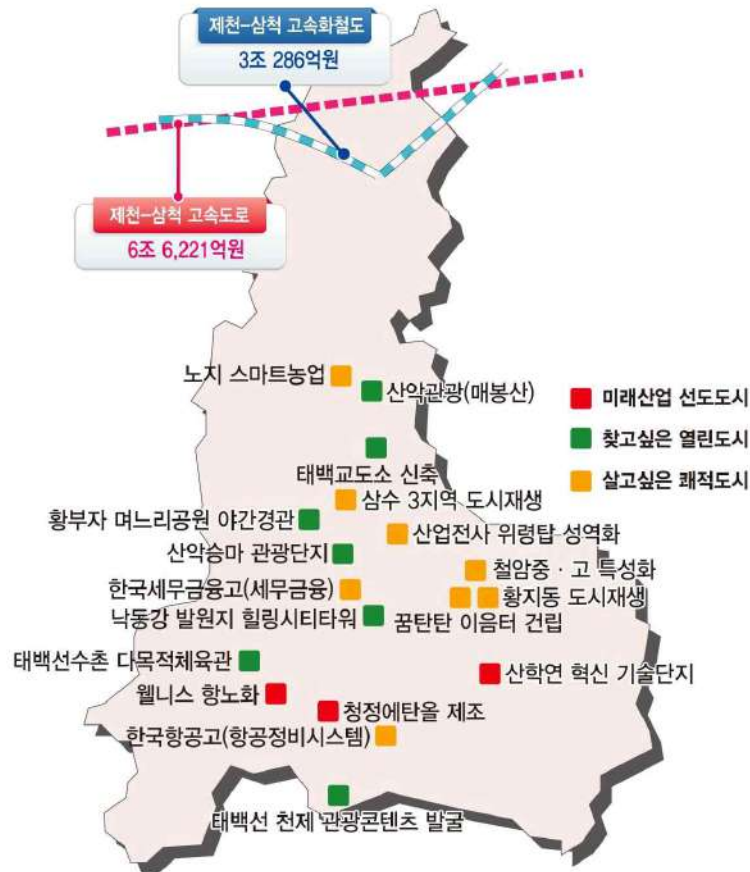 제천-삼척 고속화철도
3조 286억원
제천-삼척 고속도로
6조 6,221억원
노지 스마트농업
산악관광(매봉산)
미래산업 선도도시
찾고싶은 열린도시
살고싶은 쾌적도시
태백교도소 신축
삼수 3지역 도시재생
황부자 며느리공원 야간경관
산업전사 위령탑 성역화
산악승마 관광단지
철암중·고 특성화
한국세무금융고(세무금융)
황지동 도시재생
낙동강 발원지 힐링시티타워
꿈탄탄 이음터 건립
태백선수촌 다목적체육관
산학연 혁신 기술단지
웰니스 항노화
청정에탄올 제조
한국항공고(항공정비시스템)
태백선 천제 관광콘텐츠 발굴